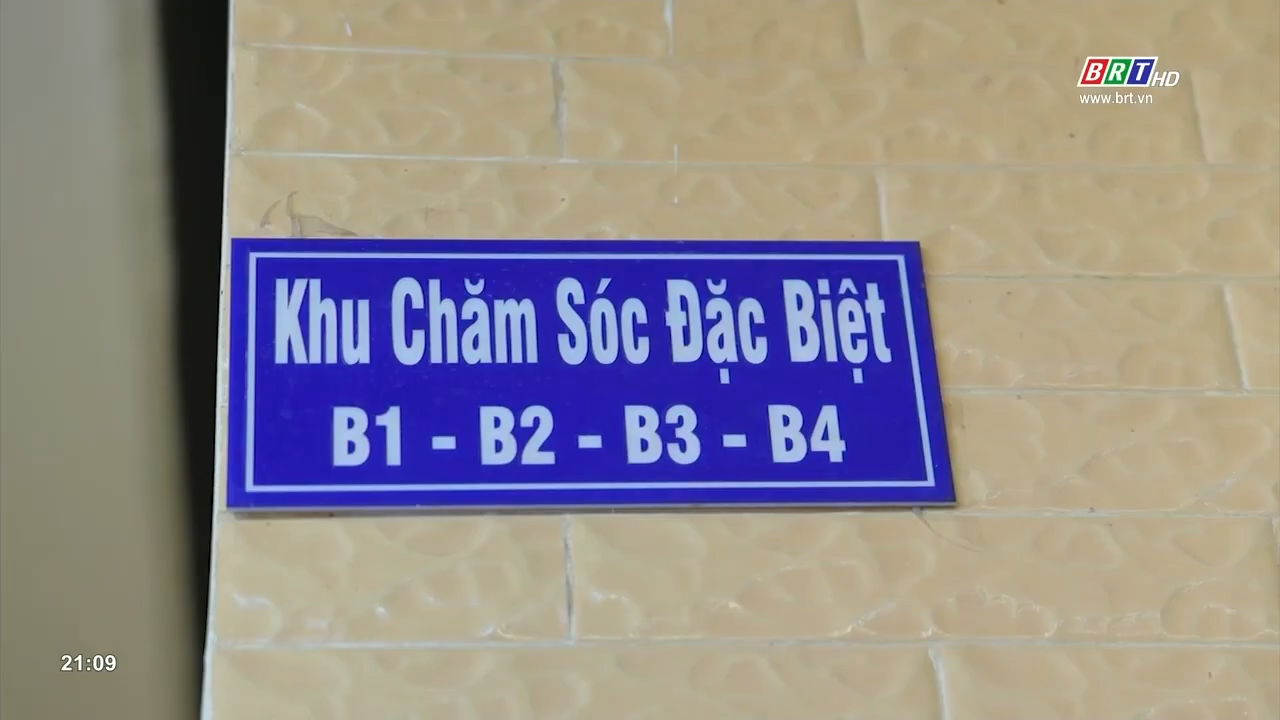 BRT HD
www.brt.vn
Khu Chăm Sóc Đặc Biệt
B1 - B2 - B3 - B4
21:09